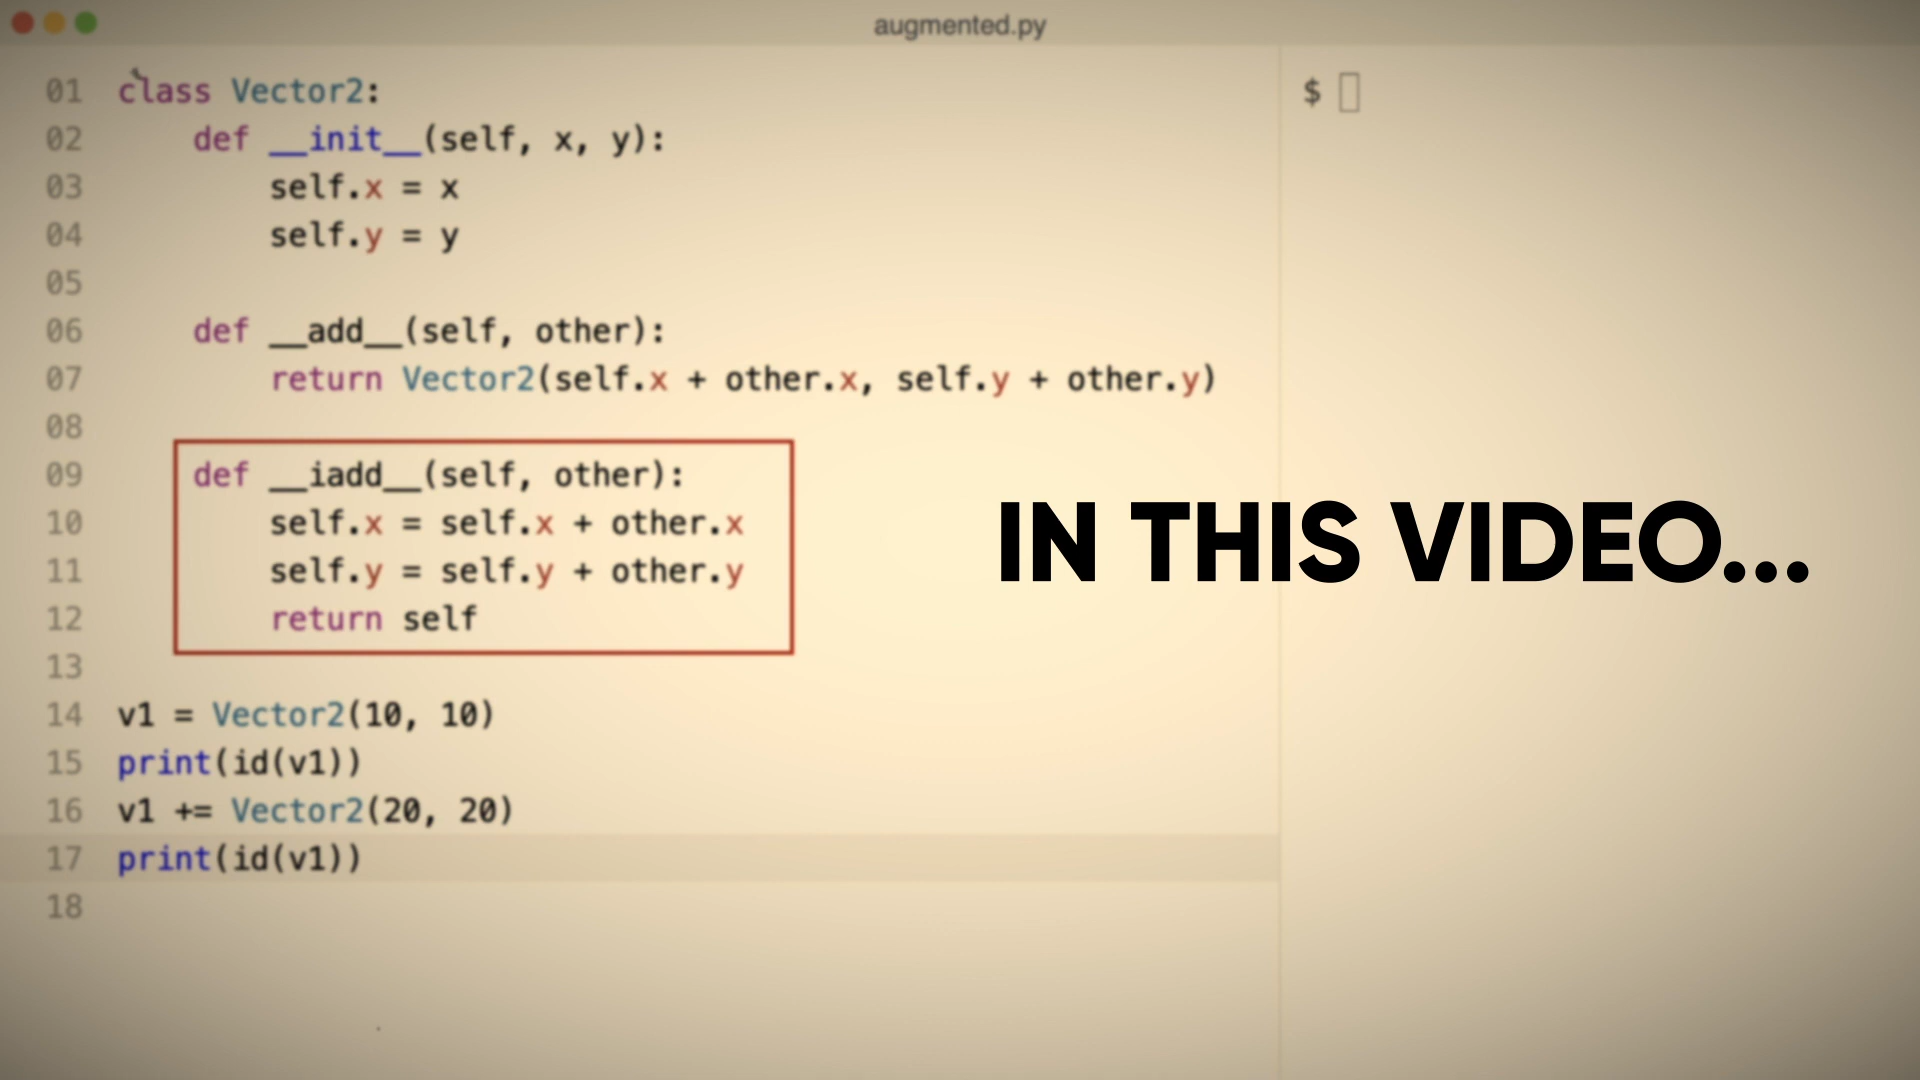 augmented.py
01 class Vector2:
02     def __init__(self, x, y):
03         self.x = x
04         self.y = y
05
06     def __add__(self, other):
07         return Vector2(self.x + other.x, self.y + other.y)
08
09     def __iadd__(self, other):
10         self.x = self.x + other.x
11         self.y = self.y + other.y
12         return self
13
14 v1 = Vector2(10, 10)
15 print(id(v1))
16 v1 += Vector2(20, 20)
17 print(id(v1))
18
$
IN THIS VIDEO...